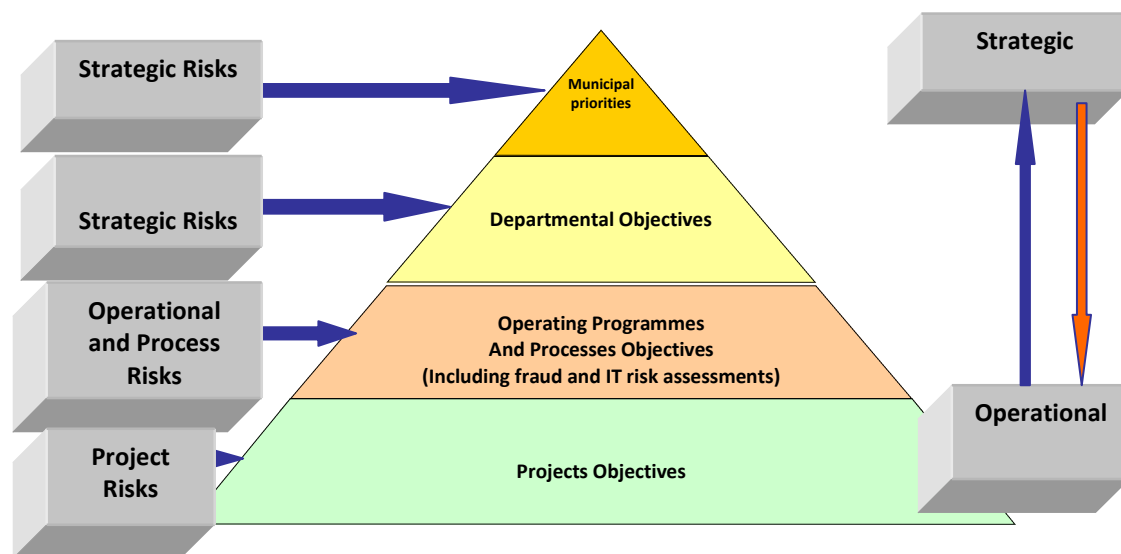 Strategic Risks
Strategic Risks
Operational
and Process
Risks
Project
Risks
Municipal
priorities
Departmental Objectives
Operating Programmes
And Processes Objectives
(Including fraud and IT risk assessments)
Projects Objectives
Strategic
Operational